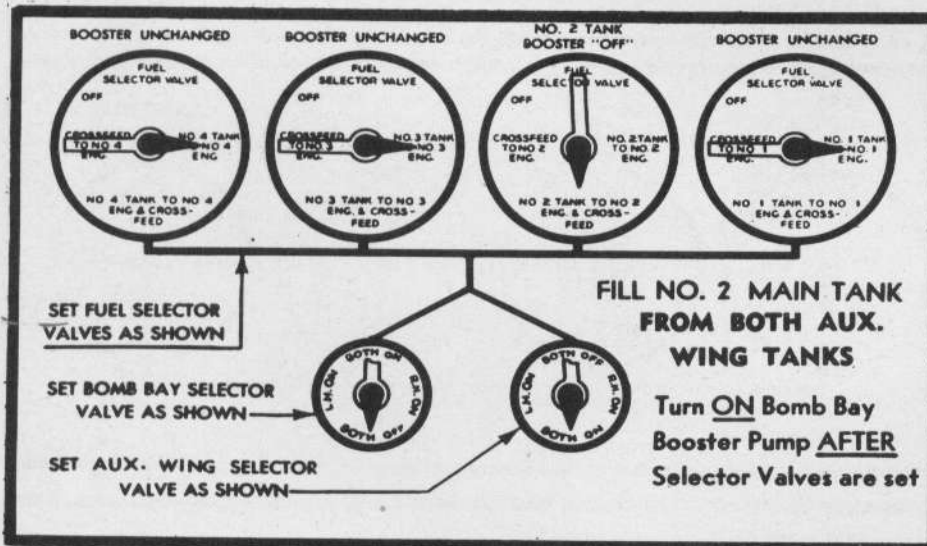 BOOSTER UNCHANGED
BOOSTER UNCHANGED
NO. 2 TANK
BOOSTER "OFF"
BOOSTER UNCHANGED
FUEL
SELECTOR VALVE
OFF
CROSSFEED
TO NO 4
ENG.
NO 4 TANK
NO 4
ENG
NO 4 TANK TO NO 4
ENG & CROSS-
FEED
FUEL
SELECTOR VALVE
OFF
CROSSFEED
TO NO. 3
ENG.
NO. 3 TANK
NO 3
ENG.
NO. 3 TANK TO NO 3
ENG. & CROSS-
FEED
FUEL
SELECTOR VALVE
OFF
CROSSFEED
TO NO 2
ENG.
NO. 2 TANK
TO NO 2
ENG.
NO 2 TANK TO NO 2
ENG & CROSS-
FEED
FUEL
SELECTOR VALVE
OFF
CROSSFEED
TO NO 1
ENG.
NO. 1 TANK
NO. 1
ENG.
NO 1 TANK TO NO 1
ENG & CROSS-
FEED
SET FUEL SELECTOR
VALVES AS SHOWN
FILL NO. 2 MAIN TANK
FROM BOTH AUX.
WING TANKS
BOTH ON
L.H. ON
R.H. ON
BOTH OFF
BOTH OFF
L.H. ON
R.H. ON
BOTH ON
SET BOMB BAY SELECTOR
VALVE AS SHOWN
SET AUX. WING SELECTOR
VALVE AS SHOWN
Turn ON Bomb Bay
Booster Pump AFTER
Selector Valves are set